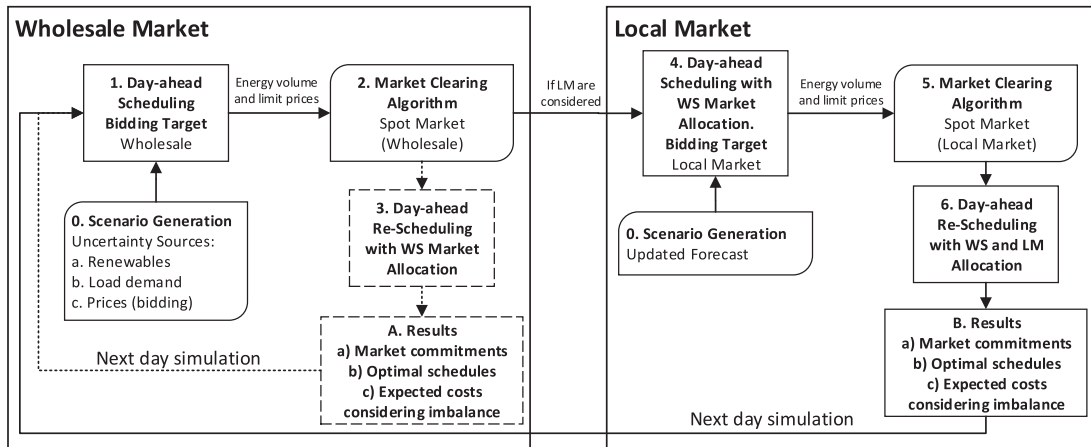 Wholesale Market
1. Day-ahead
Scheduling
Bidding Target
Wholesale
Energy volume
and limit prices
2. Market Clearing
Algorithm
Spot Market
(Wholesale)
0. Scenario Generation
Uncertainty Sources:
a. Renewables
b. Load demand
c. Prices (bidding)
3. Day-ahead
Re-Scheduling
with WS Market
Allocation
A. Results
a) Market commitments
b) Optimal schedules
c) Expected costs
considering imbalance
Next day simulation
If LM are
considered
Local Market
4. Day-ahead
Scheduling with
WS Market
Allocation.
Bidding Target
Local Market
Energy volume
and limit prices
5. Market Clearing
Algorithm
Spot Market
(Local Market)
0. Scenario Generation
Updated Forecast
6. Day-ahead
Re-Scheduling
with WS and LM
Allocation
B. Results
a) Market commitments
b) Optimal schedules
c) Expected costs
considering imbalance
Next day simulation